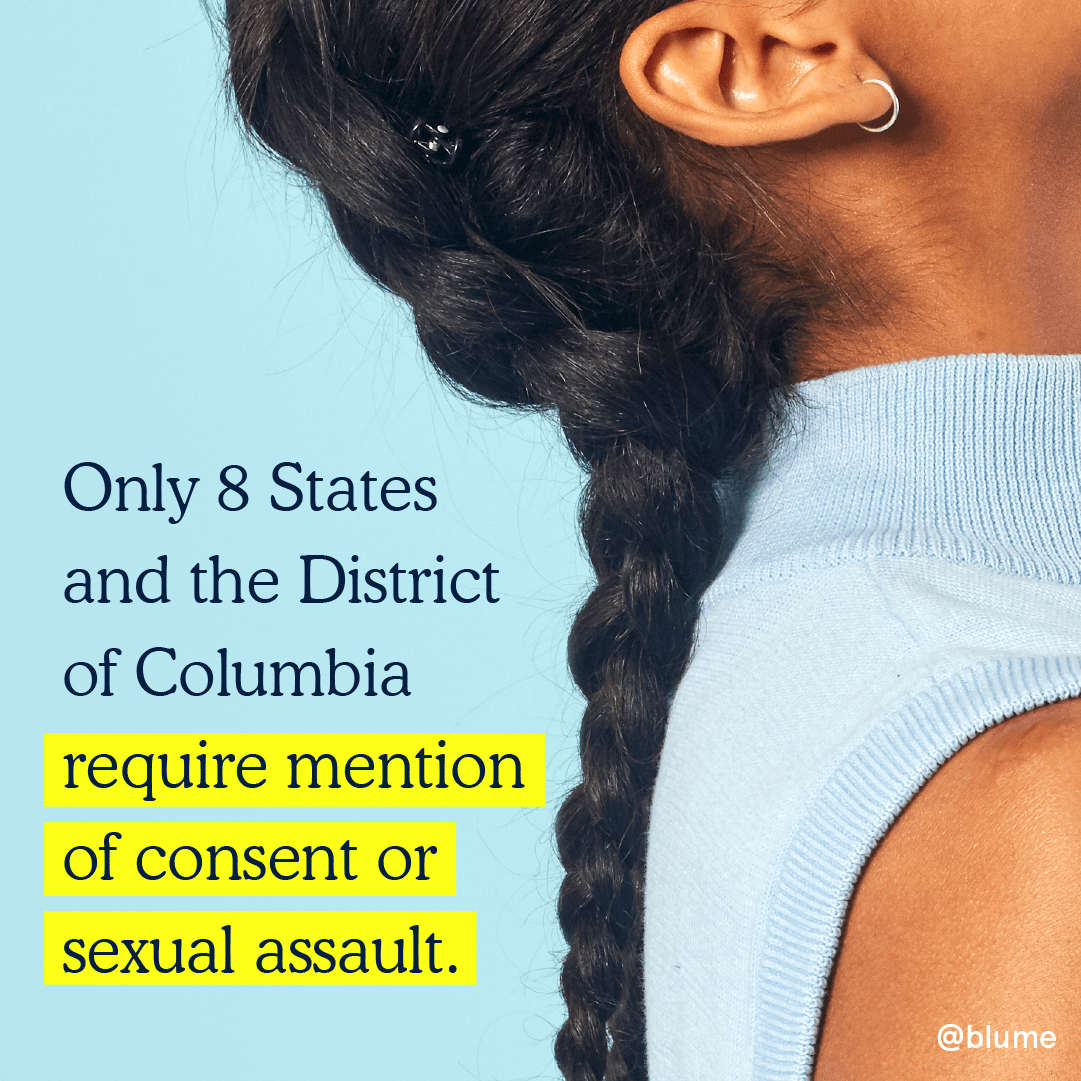 Only 8 States
and the District
of Columbia
require mention
of consent or
sexual assault.
@blume